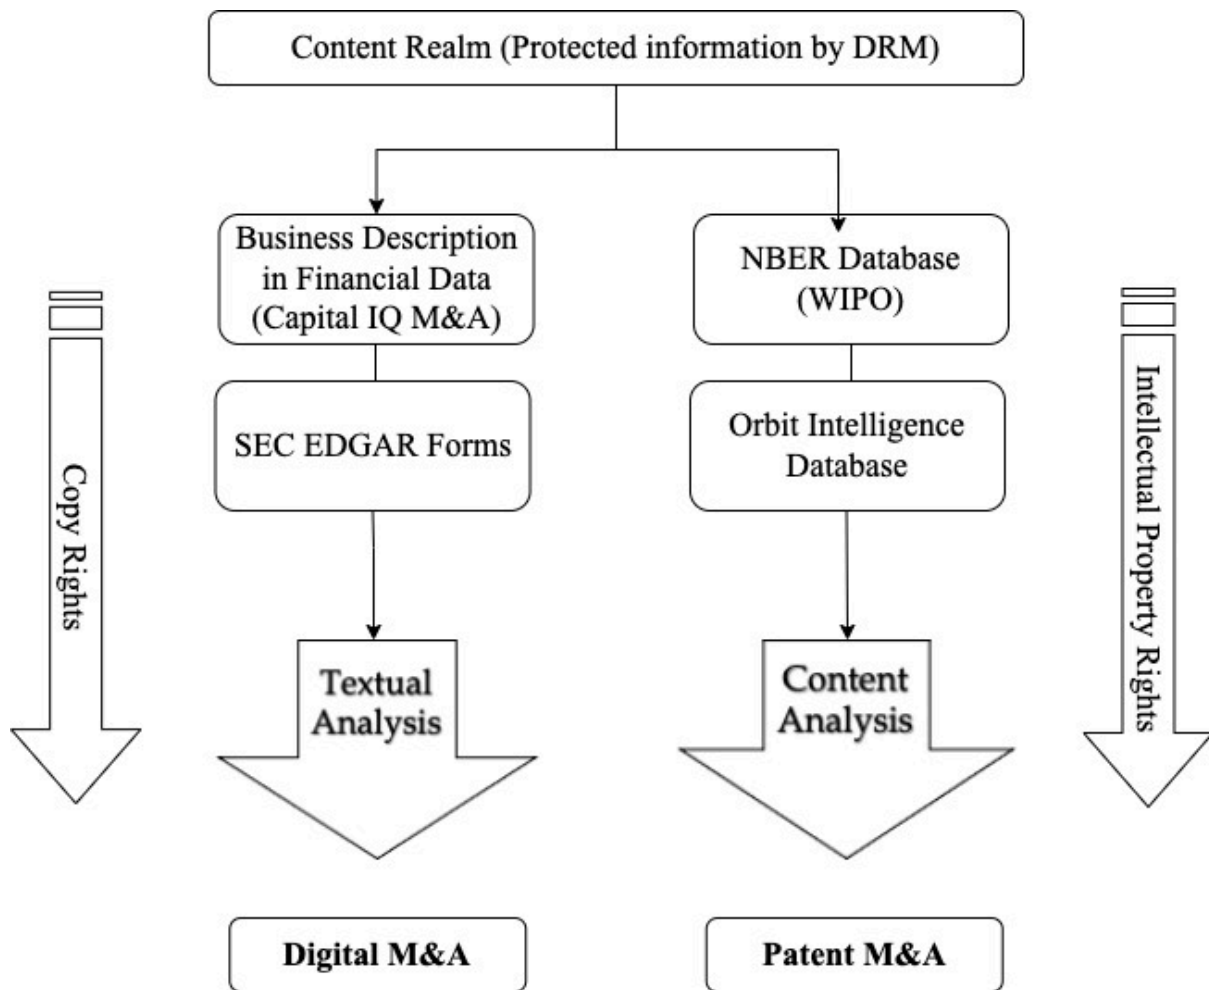 Content Realm (Protected information by DRM)
Business Description
in Financial Data
(Capital IQ M&A)
NBER Database
(WIPO)
SEC EDGAR Forms
Orbit Intelligence
Database
Copy Rights
Intellectual Property Rights
Textual
Analysis
Content
Analysis
Digital M&A
Patent M&A